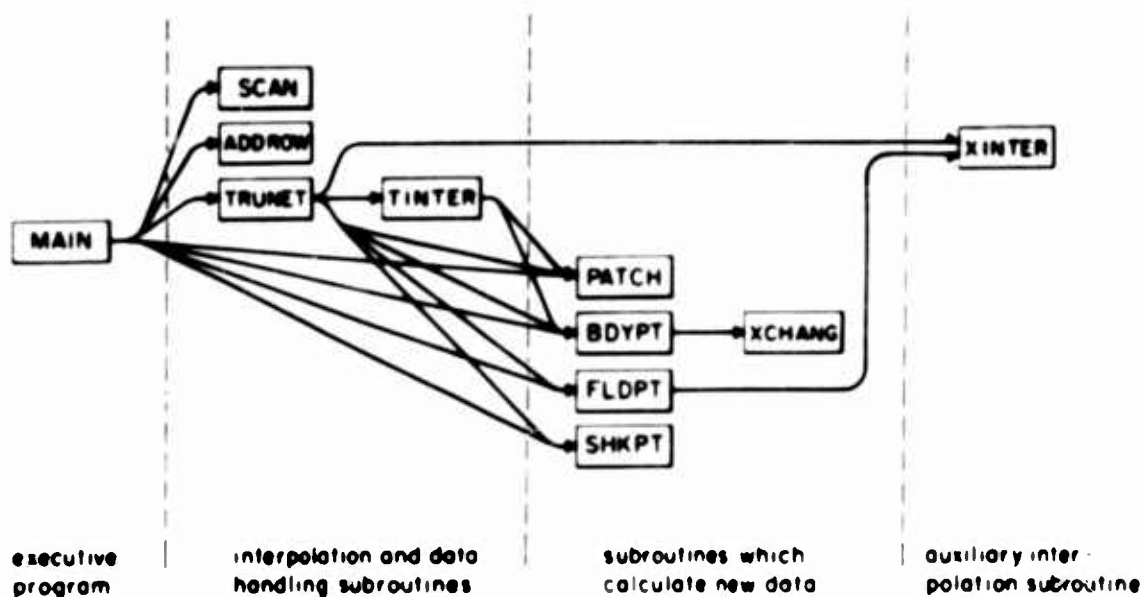 SCAN
ADDROW
XINTER
TRUNET
TINTER
MAIN
PATCH
BDYPT
XCHANG
FLDPT
SHKPT
executive
program
interpolation and data
handling subroutines
subroutines which
calculate new data
auxiliary inter-
polation subroutine